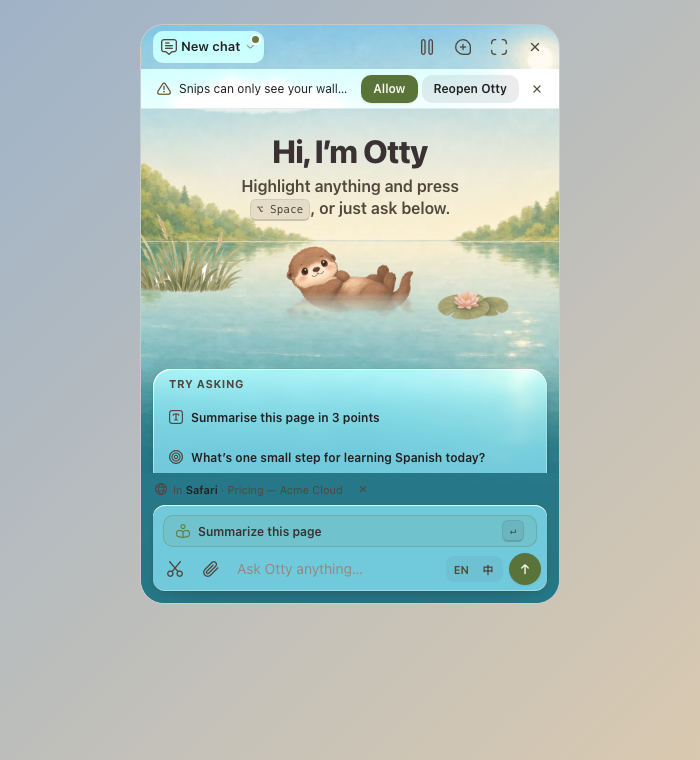 New chat
Snips can only see your wall...
Allow
Reopen Otty
Hi, I'm Otty
Highlight anything and press
⌥ Space, or just ask below.
TRY ASKING
Summarise this page in 3 points
What's one small step for learning Spanish today?
In Safari · Pricing — Acme Cloud
Summarize this page
Ask Otty anything...
EN 中